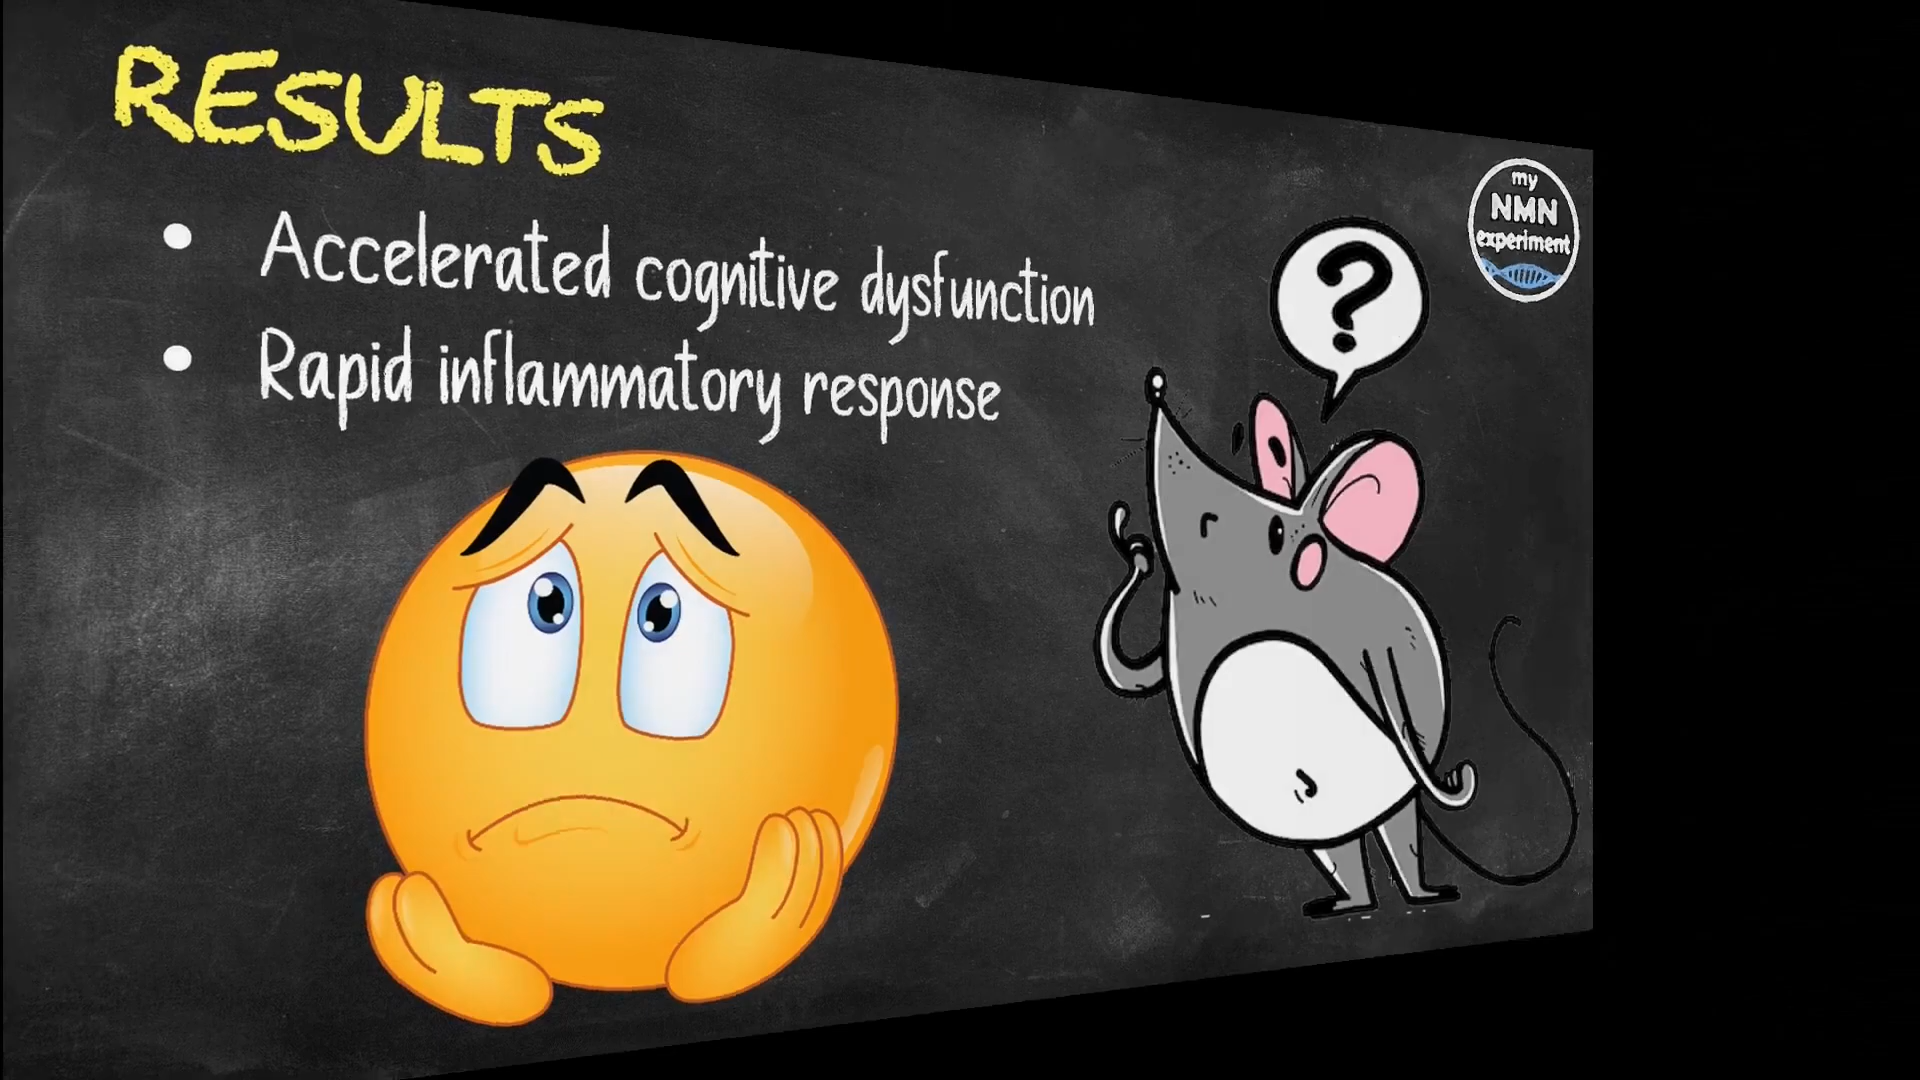 RESULTS
• Accelerated cognitive dysfunction
• Rapid inflammatory response
?
my
NMN
experiment